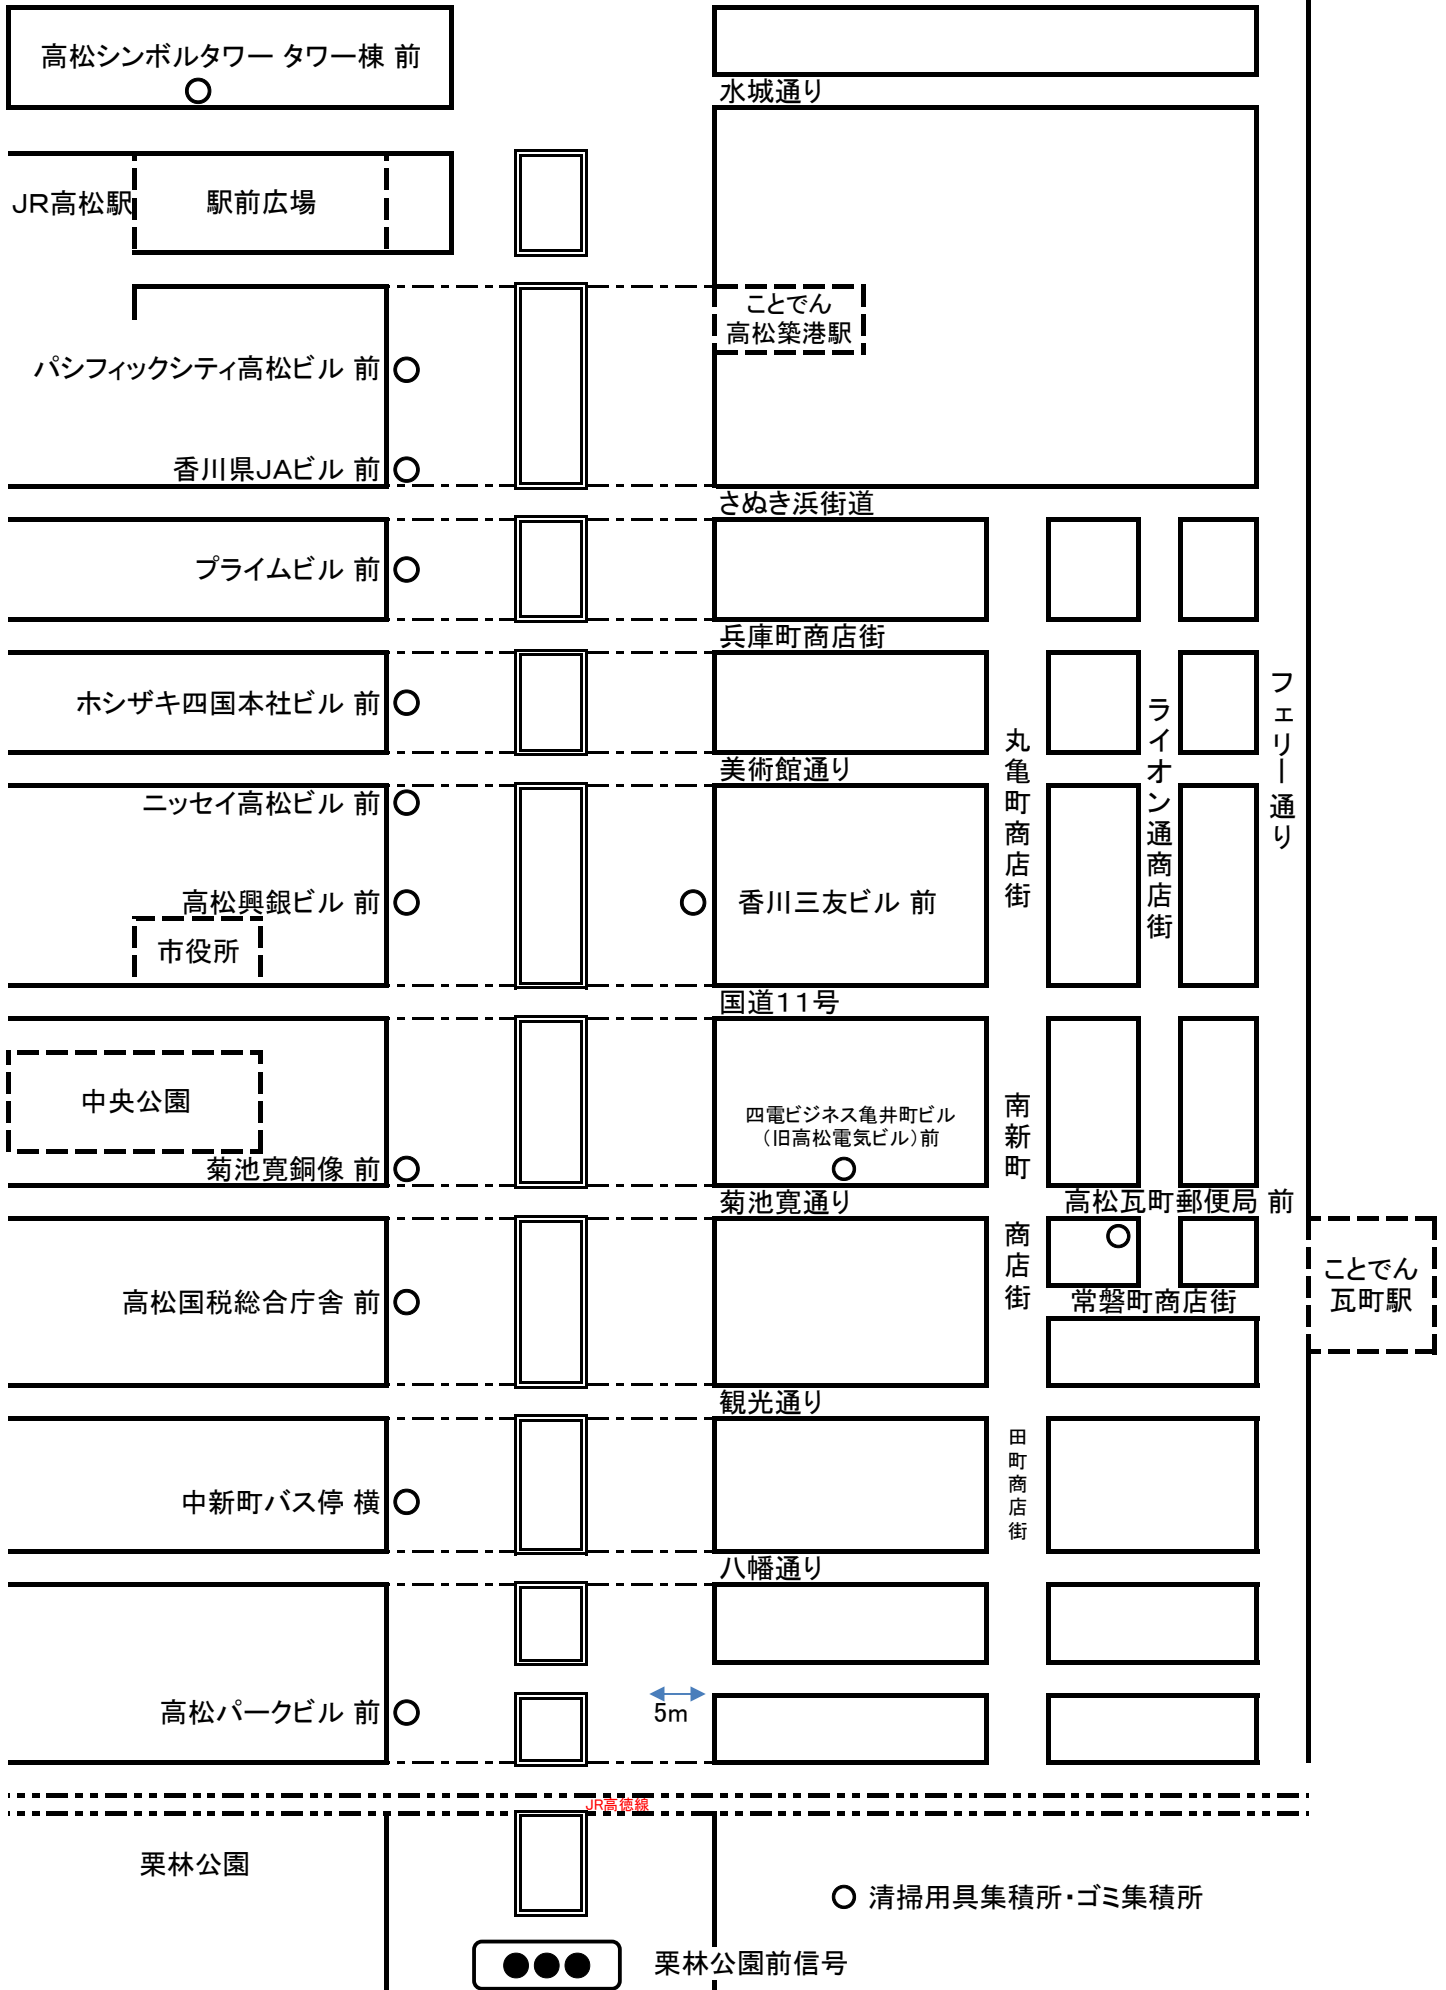 高松シンボルタワー タワー棟 前
水城通り
JR高松駅
駅前広場
ことでん
高松築港駅
パシフィックシティ高松ビル 前
香川県JAビル 前
さぬき浜街道
プライムビル 前
兵庫町商店街
ホシザキ四国本社ビル 前
美術館通り
丸亀町商店街
ライオン通商店街
フェリー通り
ニッセイ高松ビル 前
高松興銀ビル 前
香川三友ビル 前
市役所
国道11号
中央公園
四電ビジネス亀井町ビル
(旧高松電気ビル)前
南新町
商店街
菊池寛銅像 前
菊池寛通り
高松瓦町郵便局 前
ことでん
瓦町駅
高松国税総合庁舎 前
常磐町商店街
観光通り
田町商店街
中新町バス停 横
八幡通り
高松パークビル 前
5m
JR高徳線
栗林公園
清掃用具集積所・ゴミ集積所
栗林公園前信号